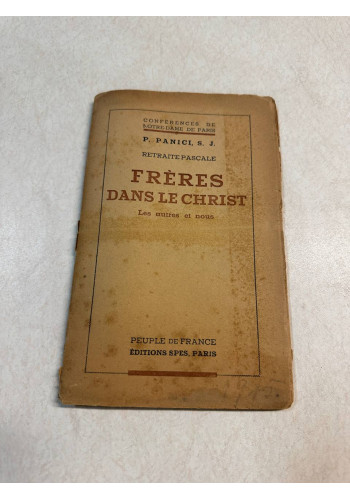 CONFÉRENCES DE
NOTRE-DAME DE PARIS
P. PANICI, S. J.
RETRAITE PASCALE
FRÈRES
DANS LE CHRIST
Les autres et nous
PEUPLE DE FRANCE
ÉDITIONS SPES, PARIS